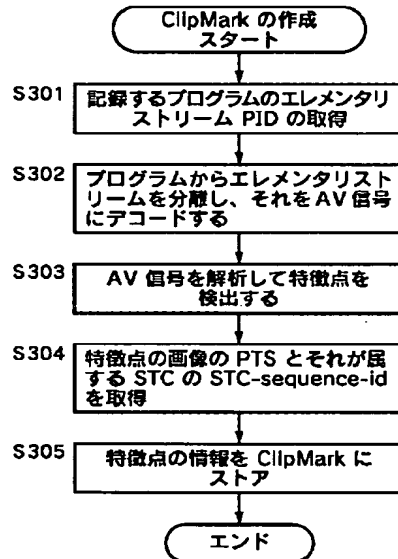 ClipMark の作成
スタート
S301
記録するプログラムのエレメンタリ
ストリーム PID の取得
S302
プログラムからエレメンタリスト
リームを分離し、それを AV 信号
にデコードする
S303
AV 信号を解析して特徴点を
検出する
S304
特徴点の画像の PTS とそれが属
する STC の STC-sequence-id
を取得
S305
特徴点の情報を ClipMark に
ストア
エンド